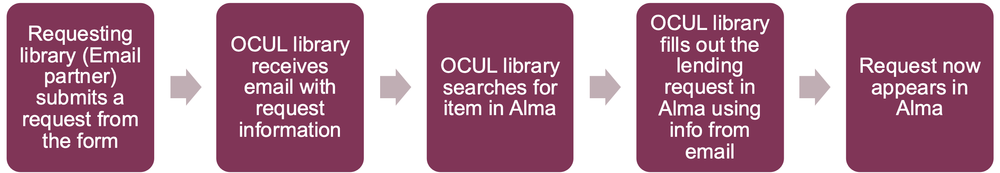 Requesting
library (Email
partner)
submits a
request from
the form
OCUL library
receives
email with
request
information
OCUL library
searches for
item in Alma
OCUL library
fills out the
lending
request in
Alma using
info from
email
Request now
appears in
Alma